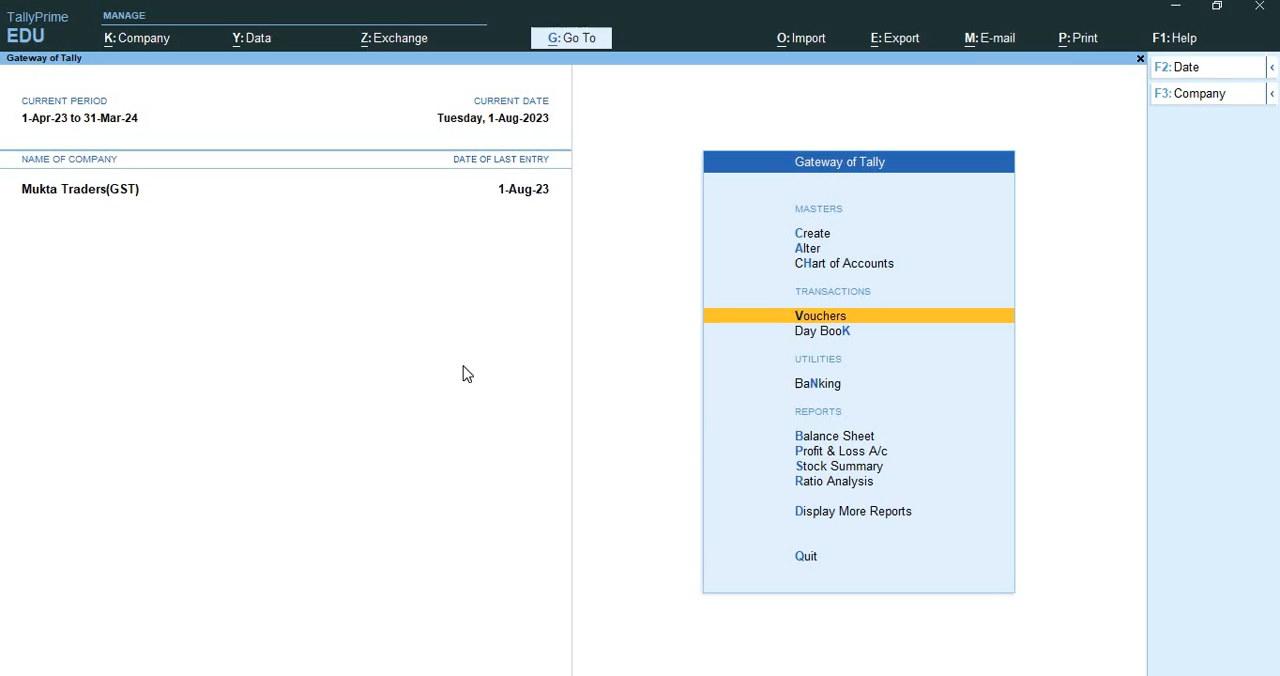 TallyPrime
EDU
MANAGE
K: Company
Y: Data
Z: Exchange
G: Go To
O: Import
E: Export
M: E-mail
P: Print
F1: Help
Gateway of Tally
F2: Date
F3: Company
CURRENT PERIOD
CURRENT DATE
1-Apr-23 to 31-Mar-24
Tuesday, 1-Aug-2023
NAME OF COMPANY
DATE OF LAST ENTRY
Mukta Traders(GST)
1-Aug-23
Gateway of Tally
MASTERS
Create
Alter
CHart of Accounts
TRANSACTIONS
Vouchers
Day BooK
UTILITIES
BaNking
REPORTS
Balance Sheet
Profit & Loss A/c
Stock Summary
Ratio Analysis
Display More Reports
Quit